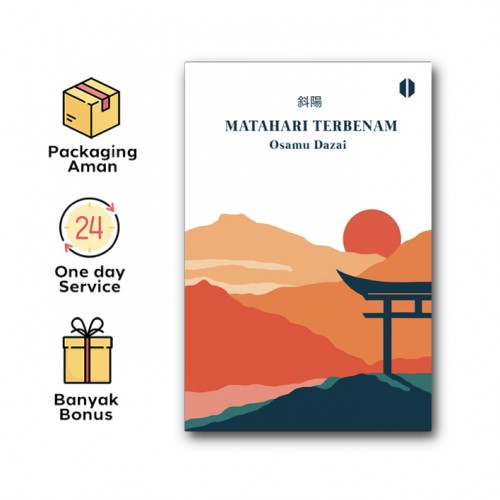 斜陽
MATAHARI TERBENAM
Osamu Dazai
Packaging
Aman
24
One day
Service
Banyak
Bonus